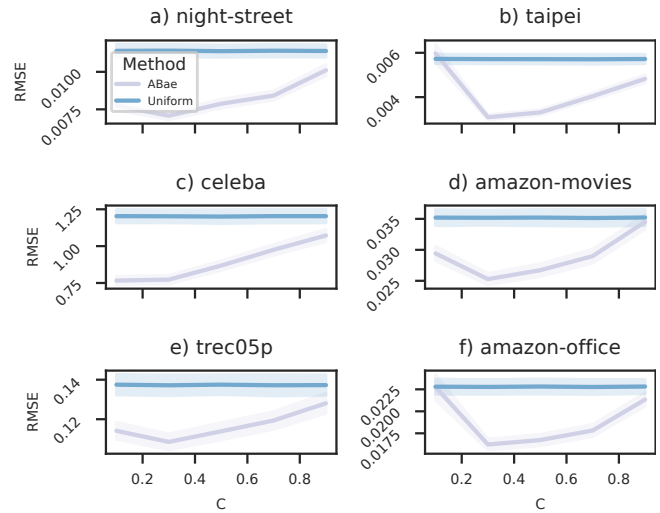 a) night-street
b) taipei
RMSE
0.0100
0.0075
Method
ABae
Uniform
0.006
0.004
c) celeba
d) amazon-movies
RMSE
1.25
1.00
0.75
0.035
0.030
0.025
e) trec05p
f) amazon-office
RMSE
0.14
0.12
0.0225
0.0200
0.0175
0.2 0.4 0.6 0.8
0.2 0.4 0.6 0.8
C
C